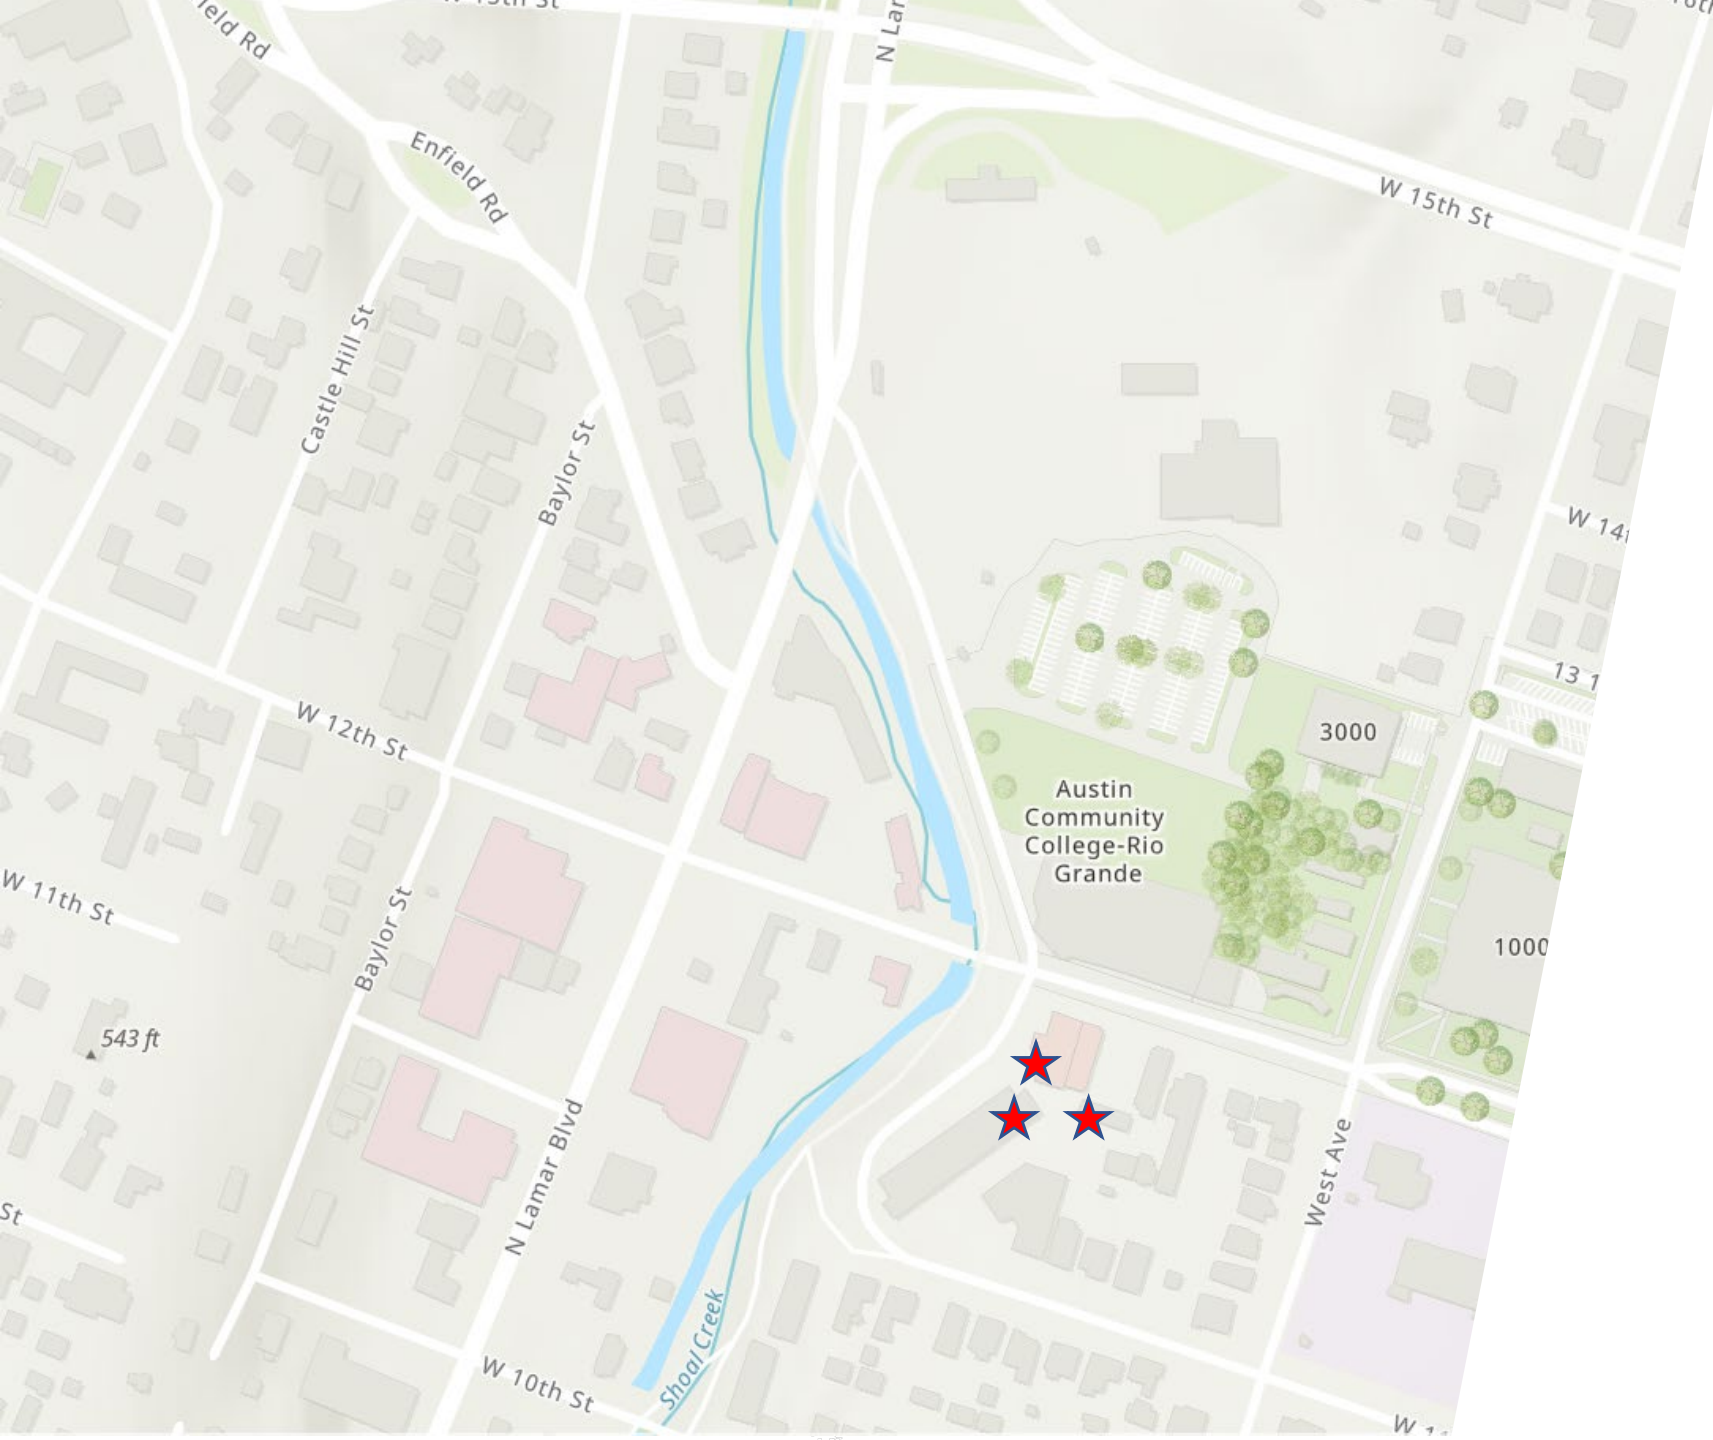 Enfield Rd
W 15th St
Castle Hill St
Baylor St
W 12th St
3000
Austin
Community
College-Rio
Grande
1000
W 11th St
Baylor St
543 ft
N Lamar Blvd
West Ave
St
Shoal Creek
W 10th St